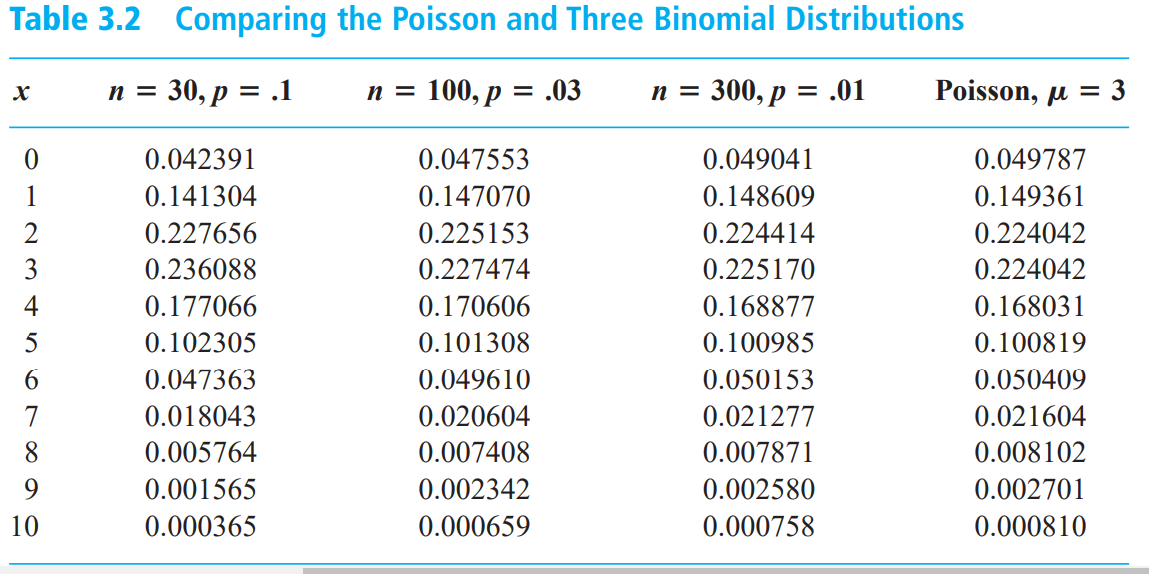 Table 3.2 Comparing the Poisson and Three Binomial Distributions
x n = 30, p = .1 n = 100, p = .03 n = 300, p = .01 Poisson, μ = 3
0 0.042391 0.047553 0.049041 0.049787
1 0.141304 0.147070 0.148609 0.149361
2 0.227656 0.225153 0.224414 0.224042
3 0.236088 0.227474 0.225170 0.224042
4 0.177066 0.170606 0.168877 0.168031
5 0.102305 0.101308 0.100985 0.100819
6 0.047363 0.049610 0.050153 0.050409
7 0.018043 0.020604 0.021277 0.021604
8 0.005764 0.007408 0.007871 0.008102
9 0.001565 0.002342 0.002580 0.002701
10 0.000365 0.000659 0.000758 0.000810